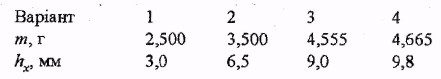 Варіант 1 2 3 4
m, г 2,500 3,500 4,555 4,665
hₓ, мм 3,0 6,5 9,0 9,8